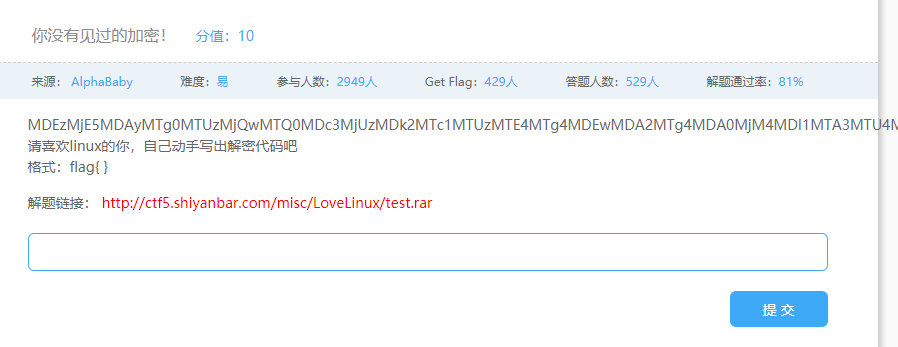 你没有见过的加密！ 分值：10
来源： AlphaBaby 难度：易 参与人数：2949人 Get Flag：429人 答题人数：529人 解题通过率：81%
MDEzMjE5MDAyMTg0MTUzMjQwMTQ0MDc3MjUzMDk2MTc1MTUzMTE4MTg4MDEwMDA2MTg4MDA0MjM4MDI1MTA3MTU4M
请喜欢linux的你，自己动手写出解密代码吧
格式：flag{ }
解题链接： http://ctf5.shiyanbar.com/misc/LoveLinux/test.rar
提 交